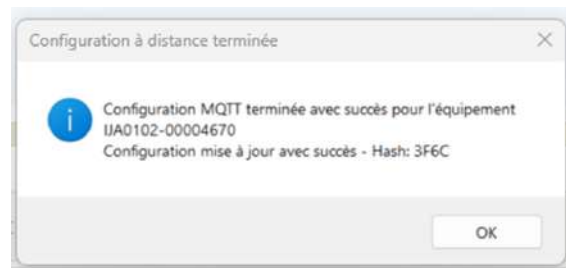 Configuration à distance terminée
Configuration MQTT terminée avec succès pour l'équipement
IJA0102-00004670
Configuration mise à jour avec succès - Hash: 3F6C
OK